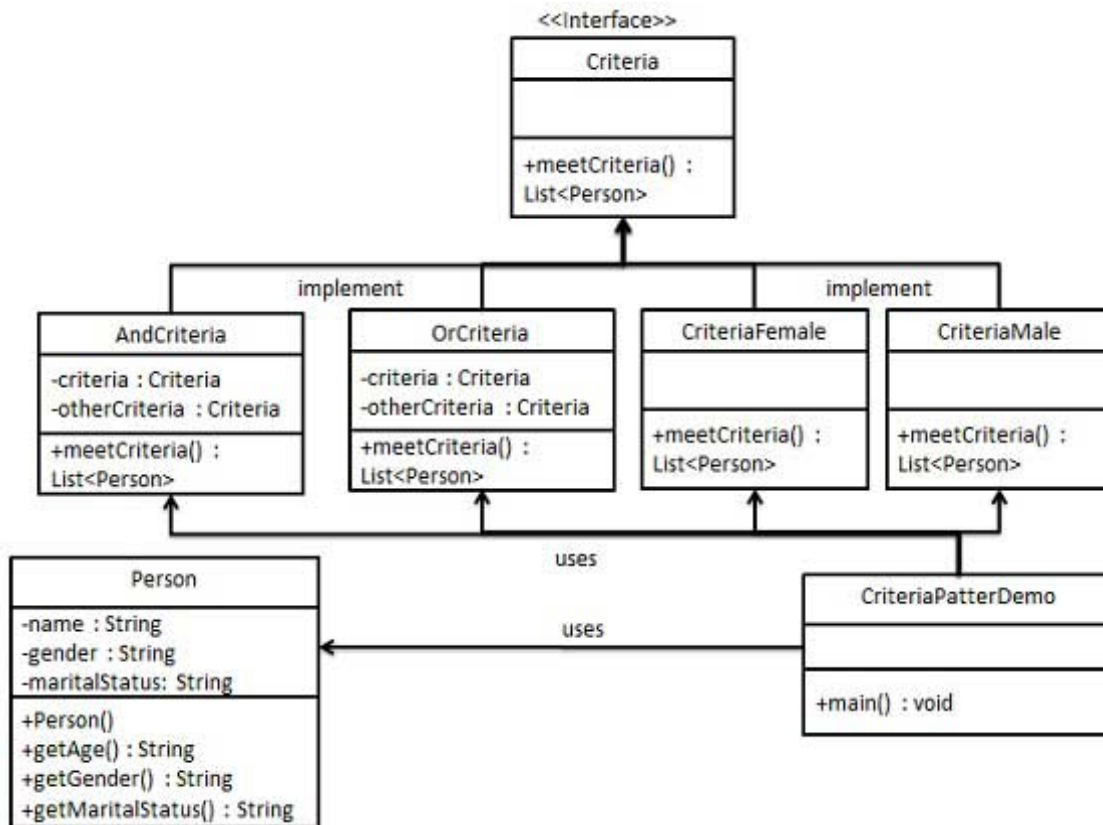 <<Interface>>
Criteria
+meetCriteria() :
List<Person>
implement
implement
AndCriteria
-criteria : Criteria
-otherCriteria : Criteria
+meetCriteria() :
List<Person>
OrCriteria
-criteria : Criteria
-otherCriteria : Criteria
+meetCriteria() :
List<Person>
CriteriaFemale
+meetCriteria() :
List<Person>
CriteriaMale
+meetCriteria() :
List<Person>
uses
Person
-name : String
-gender : String
-maritalStatus: String
+Person()
+getAge() : String
+getGender() : String
+getMaritalStatus() : String
uses
CriteriaPatterDemo
+main() : void